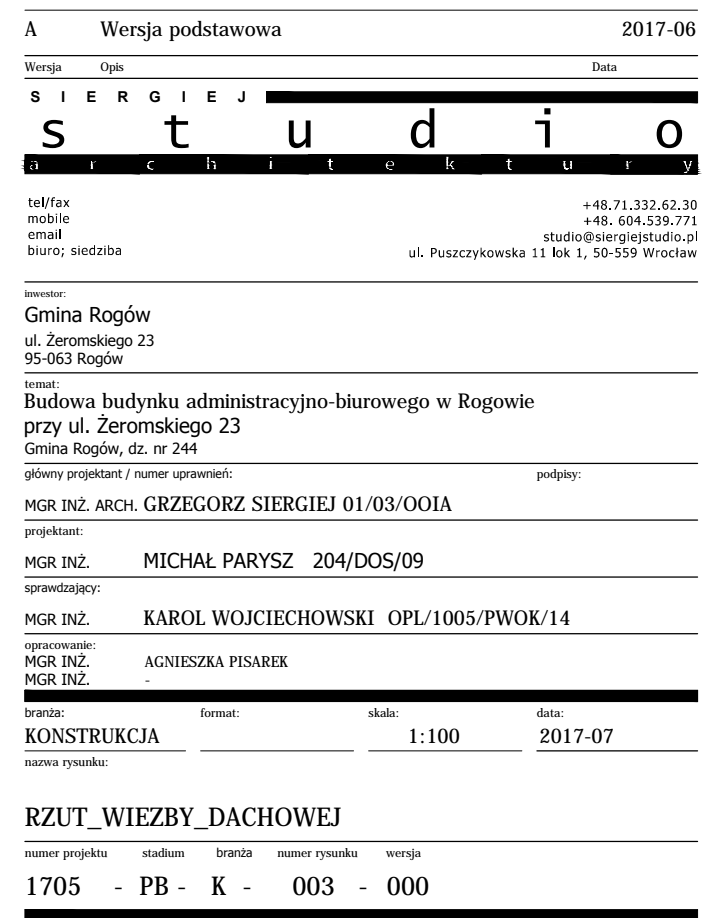 A Wersja podstawowa 2017-06
Wersja Opis Data
SIERGIEJ
studio
architektury
tel/fax +48.71.332.62.30
mobile +48. 604.539.771
email studio@siergiejstudio.pl
biuro; siedziba ul. Puszczykowska 11 lok 1, 50-559 Wrocław
inwestor:
Gmina Rogów
ul. Żeromskiego 23
95-063 Rogów
temat:
Budowa budynku administracyjno-biurowego w Rogowie
przy ul. Żeromskiego 23
Gmina Rogów, dz. nr 244
główny projektant / numer uprawnień: podpisy:
MGR INŻ. ARCH. GRZEGORZ SIERGIEJ 01/03/OOIA
projektant:
MGR INŻ. MICHAŁ PARYSZ 204/DOS/09
sprawdzający:
MGR INŻ. KAROL WOJCIECHOWSKI OPL/1005/PWOK/14
opracowanie:
MGR INŻ. AGNIESZKA PISAREK
MGR INŻ. -
branża: format: skala: data:
KONSTRUKCJA 1:100 2017-07
nazwa rysunku:
RZUT_WIEZBY_DACHOWEJ
numer projektu stadium branża numer rysunku wersja
1705 - PB - K - 003 - 000